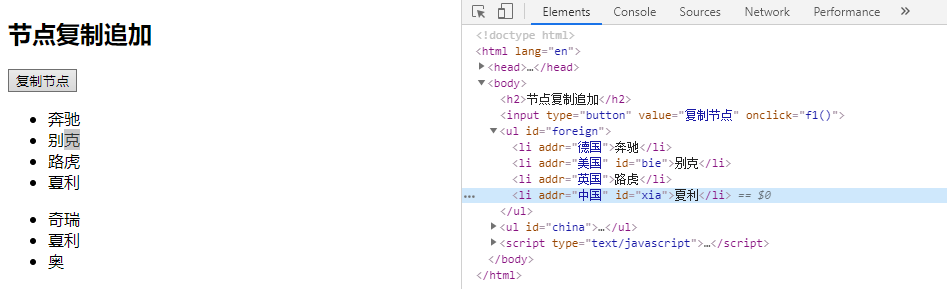 节点复制追加
复制节点
奔驰
别克
路虎
夏利
奇瑞
夏利
奥
Elements Console Sources Network Performance »
<!doctype html>
<html lang="en">
<head>…</head>
<body>
<h2>节点复制追加</h2>
<input type="button" value="复制节点" onclick="f1()">
<ul id="foreign">
<li addr="德国">奔驰</li>
<li addr="美国" id="bie">别克</li>
<li addr="英国">路虎</li>
<li addr="中国" id="xia">夏利</li> == $0
</ul>
<ul id="china">…</ul>
<script type="text/javascript">…</script>
</body>
</html>